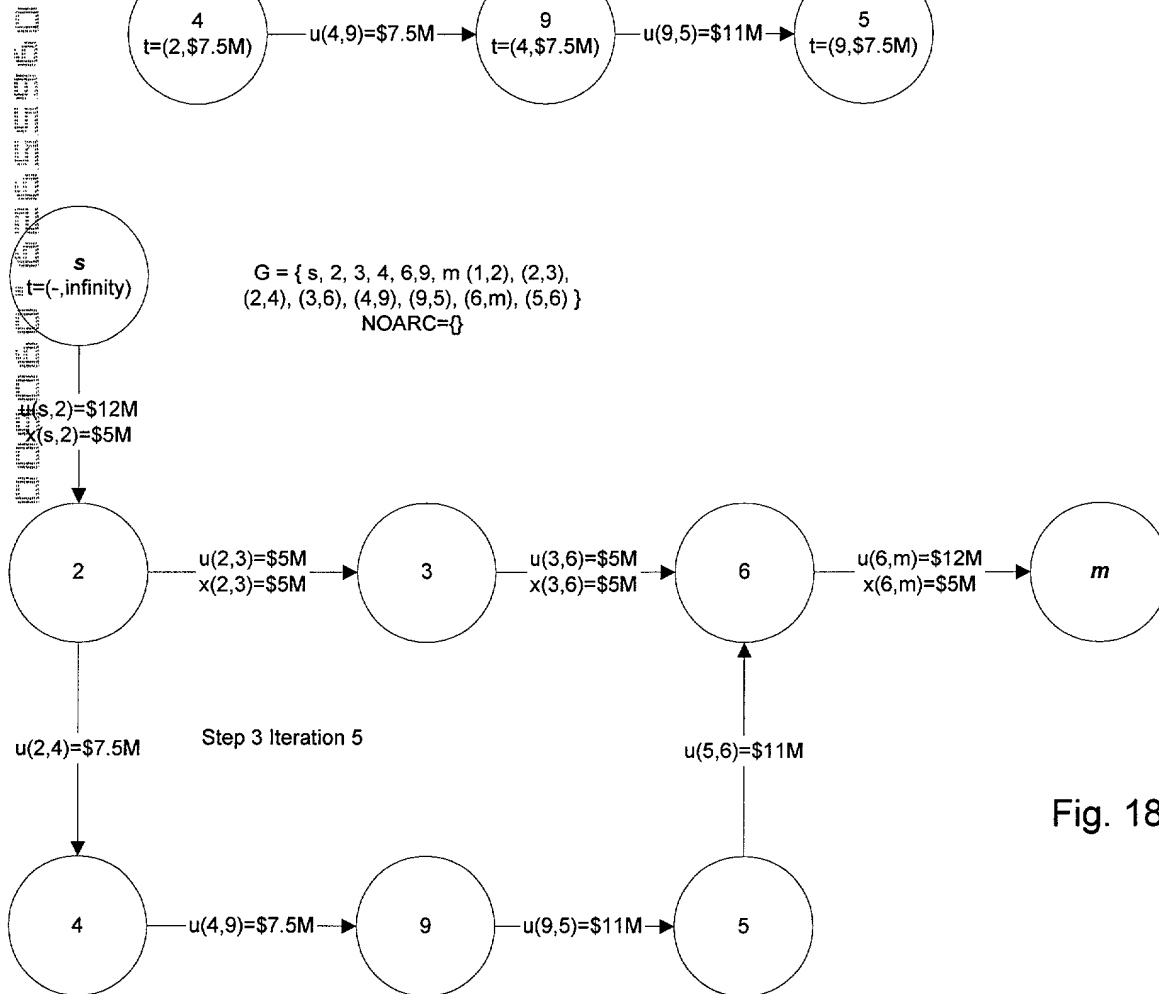 4
t=(2,$7.5M)
u(4,9)=$7.5M
9
t=(4,$7.5M)
u(9,5)=$11M
5
t=(9,$7.5M)
s
t=(-,infinity)
G = { s, 2, 3, 4, 6,9, m (1,2), (2,3),
(2,4), (3,6), (4,9), (9,5), (6,m), (5,6) }
NOARC={}
u(s,2)=$12M
x(s,2)=$5M
2
u(2,3)=$5M
x(2,3)=$5M
3
u(3,6)=$5M
x(3,6)=$5M
6
u(6,m)=$12M
x(6,m)=$5M
m
u(2,4)=$7.5M
Step 3 Iteration 5
u(5,6)=$11M
Fig. 18
4
u(4,9)=$7.5M
9
u(9,5)=$11M
5